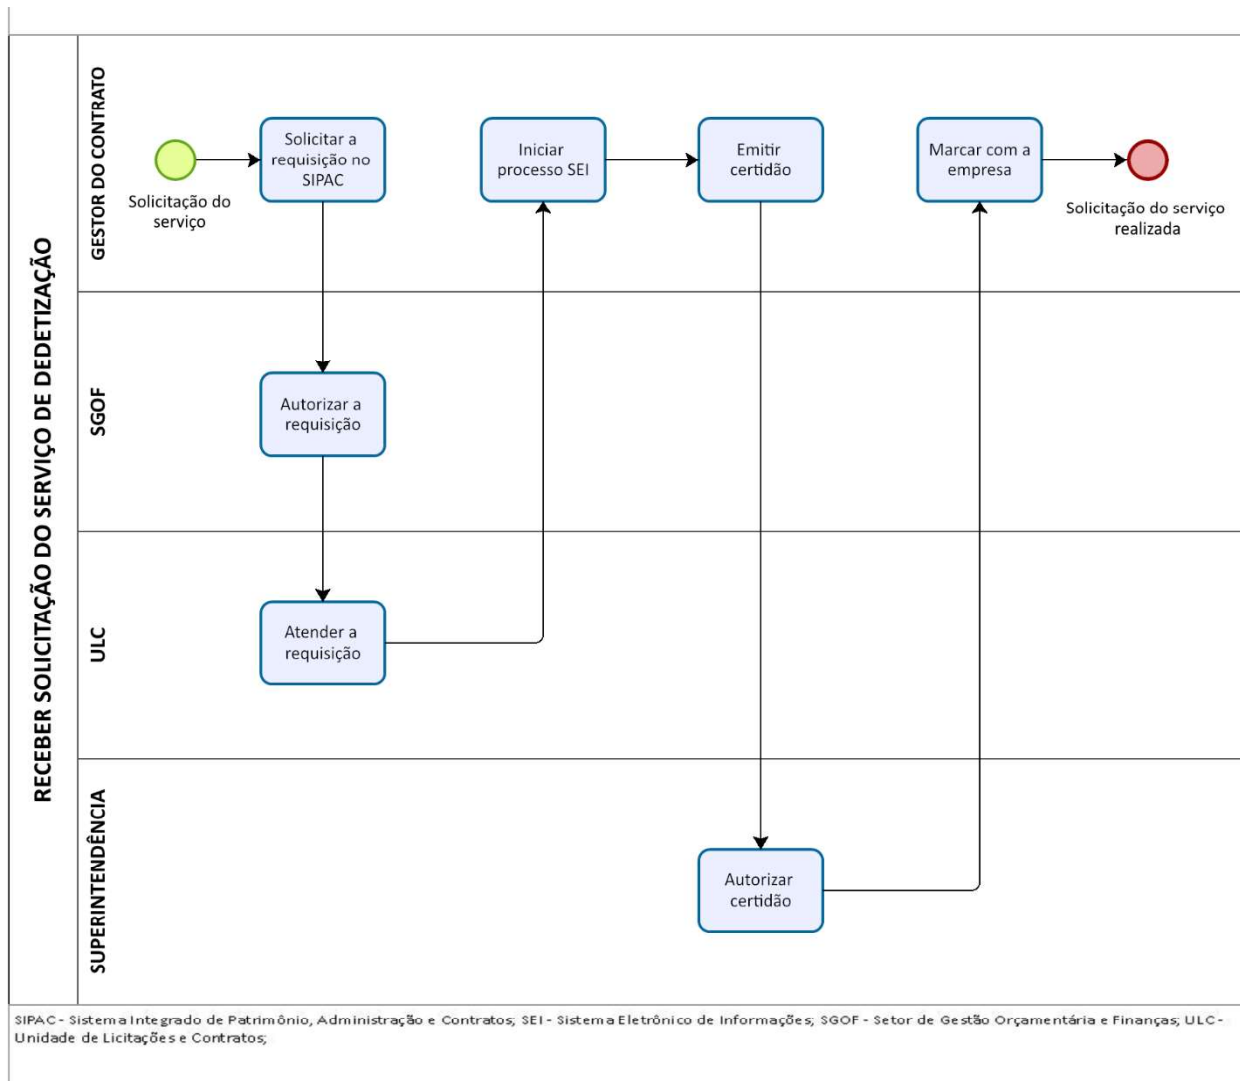 RECEBER SOLICITAÇÃO DO SERVIÇO DE DEDETIZAÇÃO
GESTOR DO CONTRATO
Solicitação do
serviço
Solicitar a
requisição no
SIPAC
Iniciar
processo SEI
Emitir
certidão
Marcar com a
empresa
Solicitação do serviço
realizada
SGOF
Autorizar a
requisição
ULC
Atender a
requisição
SUPERINTENDÊNCIA
Autorizar
certidão
SIPAC - Sistema Integrado de Patrimônio, Administração e Contratos; SEI - Sistema Eletrônico de Informações; SGOF - Setor de Gestão Orçamentária e Finanças; ULC -
Unidade de Licitações e Contratos;